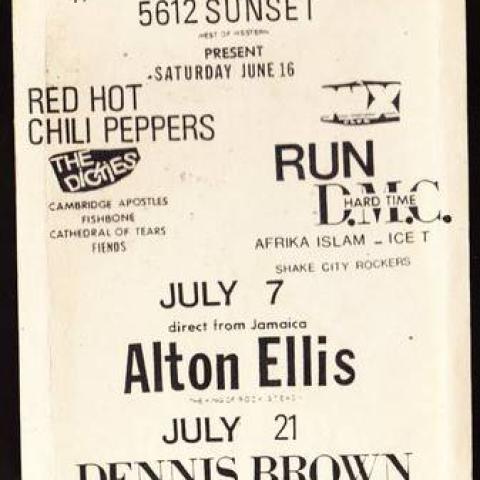 5612 SUNSET
WEST OF WESTERN
PRESENT
SATURDAY JUNE 16
RED HOT
CHILI PEPPERS
THE
DICKIES
CAMBRIDGE APOSTLES
FISHBONE
CATHEDRAL OF TEARS
FIENDS
RUN
D.M.C.
HARD TIME
AFRIKA ISLAM - ICE T
SHAKE CITY ROCKERS
JULY 7
direct from Jamaica
Alton Ellis
THE KING OF ROCK STEADY
JULY 21
DENNIS BROWN